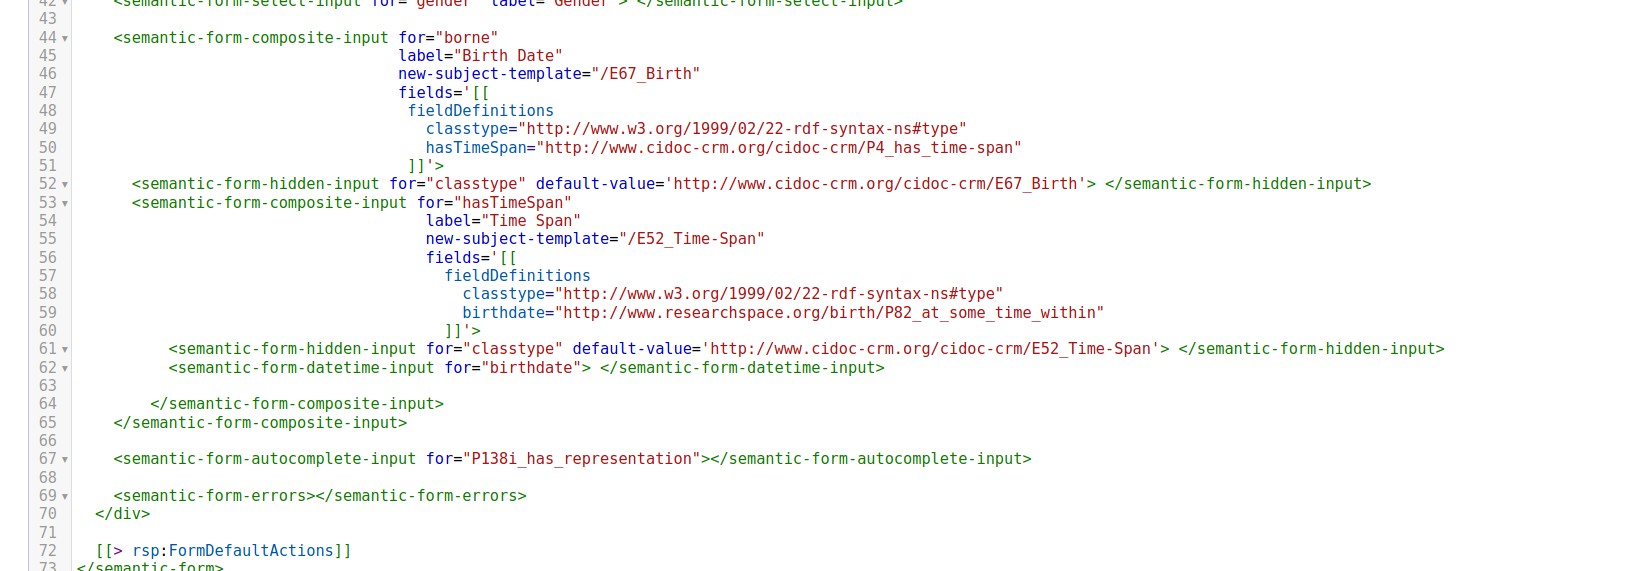 42 <semantic-form-select-input for="gender" label="Gender"> </semantic-form-select-input>
43
44 <semantic-form-composite-input for="borne"
45 label="Birth Date"
46 new-subject-template="/E67_Birth"
47 fields='[[
48 fieldDefinitions
49 classtype="http://www.w3.org/1999/02/22-rdf-syntax-ns#type"
50 hasTimeSpan="http://www.cidoc-crm.org/cidoc-crm/P4_has_time-span"
51 ]]'>
52 <semantic-form-hidden-input for="classtype" default-value='http://www.cidoc-crm.org/cidoc-crm/E67_Birth'> </semantic-form-hidden-input>
53 <semantic-form-composite-input for="hasTimeSpan"
54 label="Time Span"
55 new-subject-template="/E52_Time-Span"
56 fields='[[
57 fieldDefinitions
58 classtype="http://www.w3.org/1999/02/22-rdf-syntax-ns#type"
59 birthdate="http://www.researchspace.org/birth/P82_at_some_time_within"
60 ]]'>
61 <semantic-form-hidden-input for="classtype" default-value='http://www.cidoc-crm.org/cidoc-crm/E52_Time-Span'> </semantic-form-hidden-input>
62 <semantic-form-datetime-input for="birthdate"> </semantic-form-datetime-input>
63
64 </semantic-form-composite-input>
65 </semantic-form-composite-input>
66
67 <semantic-form-autocomplete-input for="P138i_has_representation"></semantic-form-autocomplete-input>
68
69 <semantic-form-errors></semantic-form-errors>
70 </div>
71
72 [[> rsp:FormDefaultActions]]
73 </semantic-form>